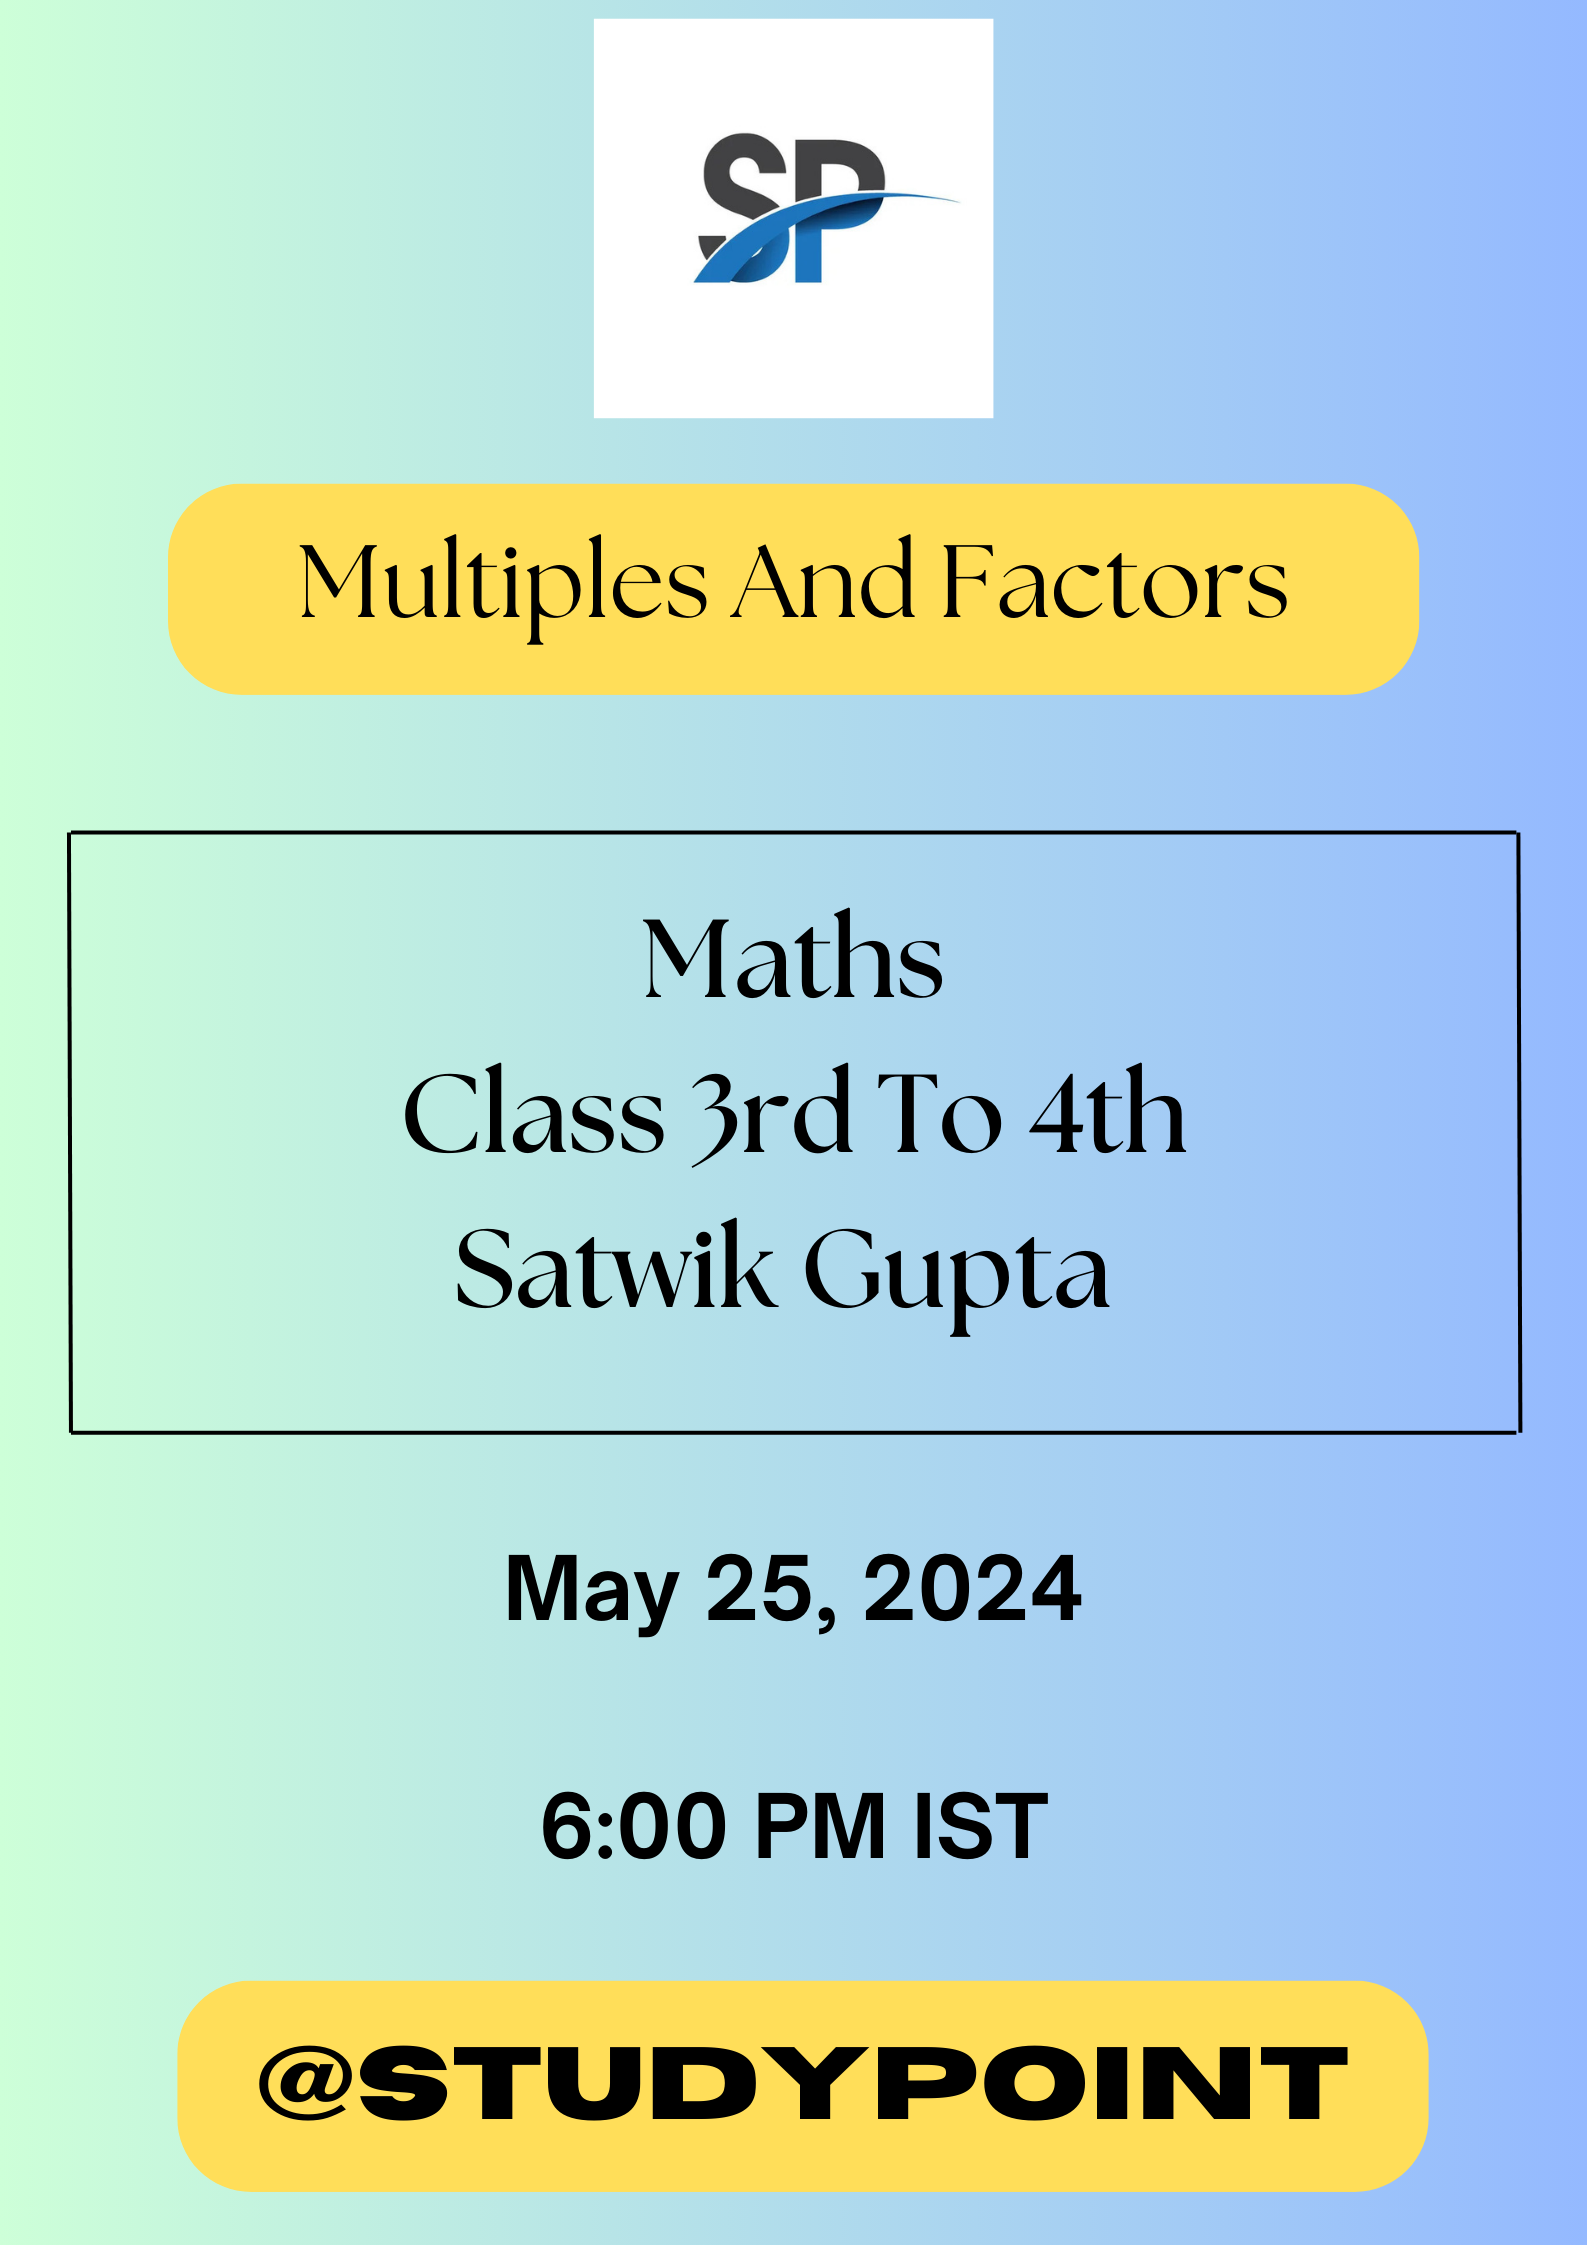 SP
Multiples And Factors
Maths
Class 3rd To 4th
Satwik Gupta
May 25, 2024
6:00 PM IST
@STUDYPOINT